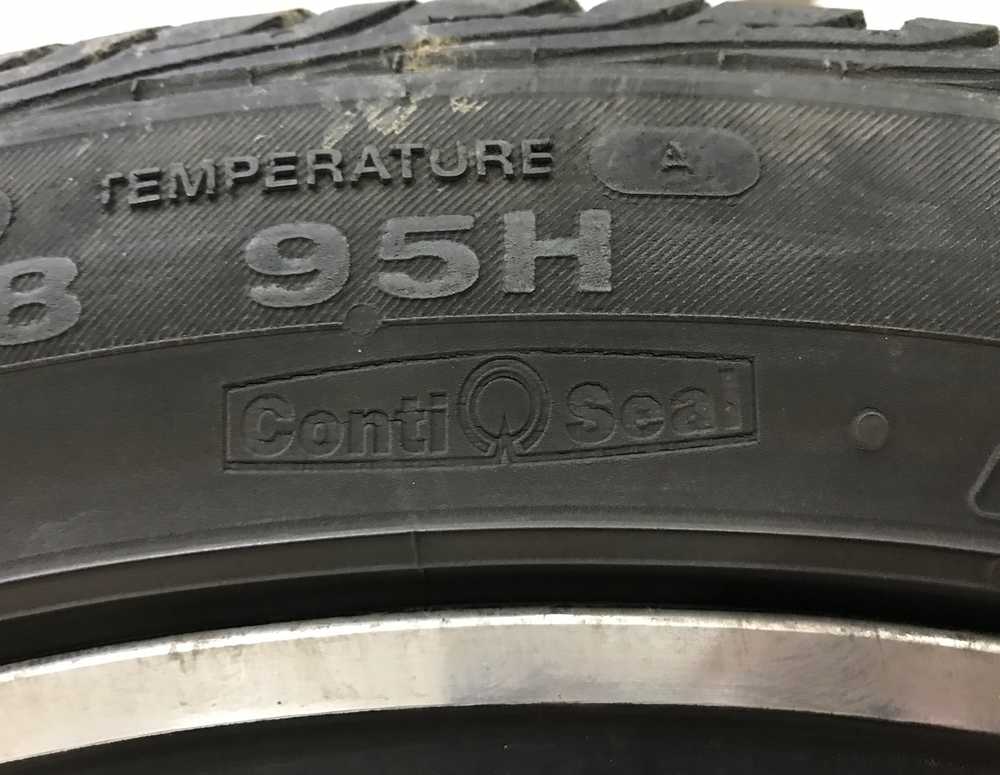 TEMPERATURE A
8 95H
Conti Seal